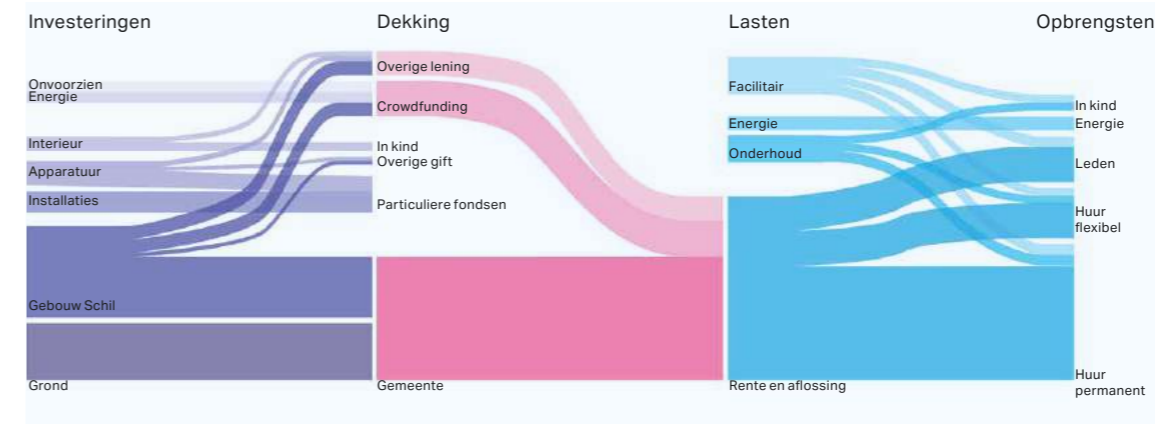 Investeringen
Dekking
Lasten
Opbrengsten
Onvoorzien
Energie
Interieur
Apparatuur
Installaties
Gebouw Schil
Grond
Overige lening
Crowdfunding
In kind
Overige gift
Particuliere fondsen
Gemeente
Facilitair
Energie
Onderhoud
Rente en aflossing
In kind
Energie
Leden
Huur
flexibel
Huur
permanent